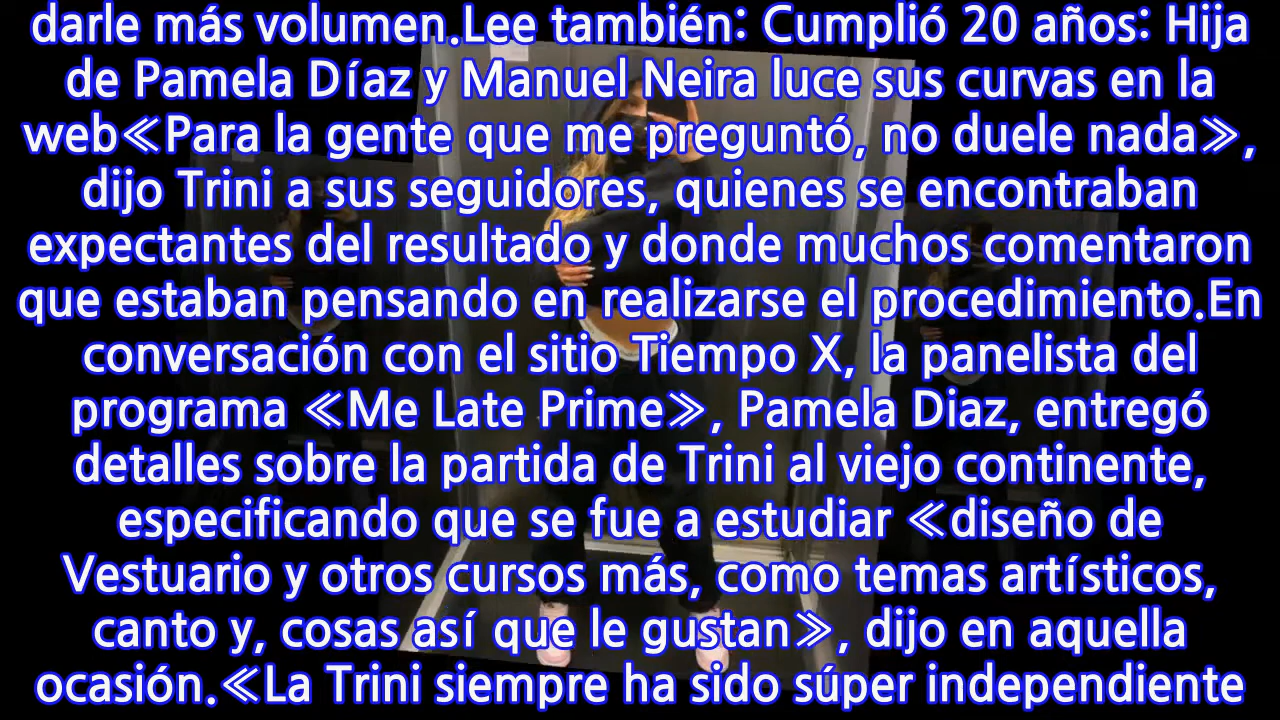 darle más volumen.Lee también: Cumplió 20 años: Hija
de Pamela Díaz y Manuel Neira luce sus curvas en la
web≪Para la gente que me preguntó, no duele nada≫,
dijo Trini a sus seguidores, quienes se encontraban
expectantes del resultado y donde muchos comentaron
que estaban pensando en realizarse el procedimiento.En
conversación con el sitio Tiempo X, la panelista del
programa ≪Me Late Prime≫, Pamela Diaz, entregó
detalles sobre la partida de Trini al viejo continente,
especificando que se fue a estudiar ≪diseño de
Vestuario y otros cursos más, como temas artísticos,
canto y, cosas así que le gustan≫, dijo en aquella
ocasión.≪La Trini siempre ha sido súper independiente